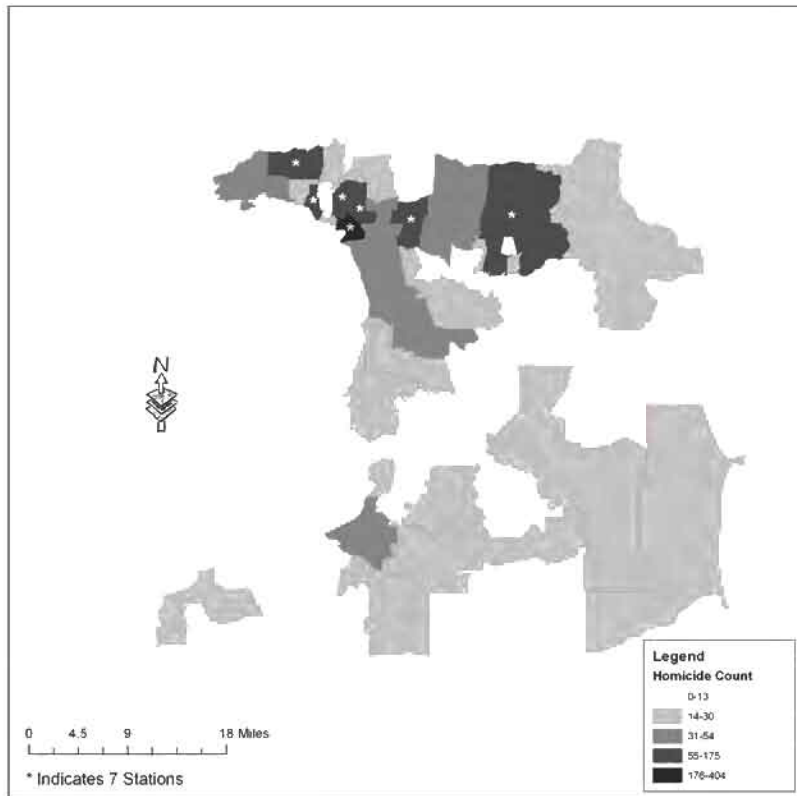 N
0 4.5 9 18 Miles
* Indicates 7 Stations
Legend
Homicide Count
0-13
14-30
31-54
55-175
176-404